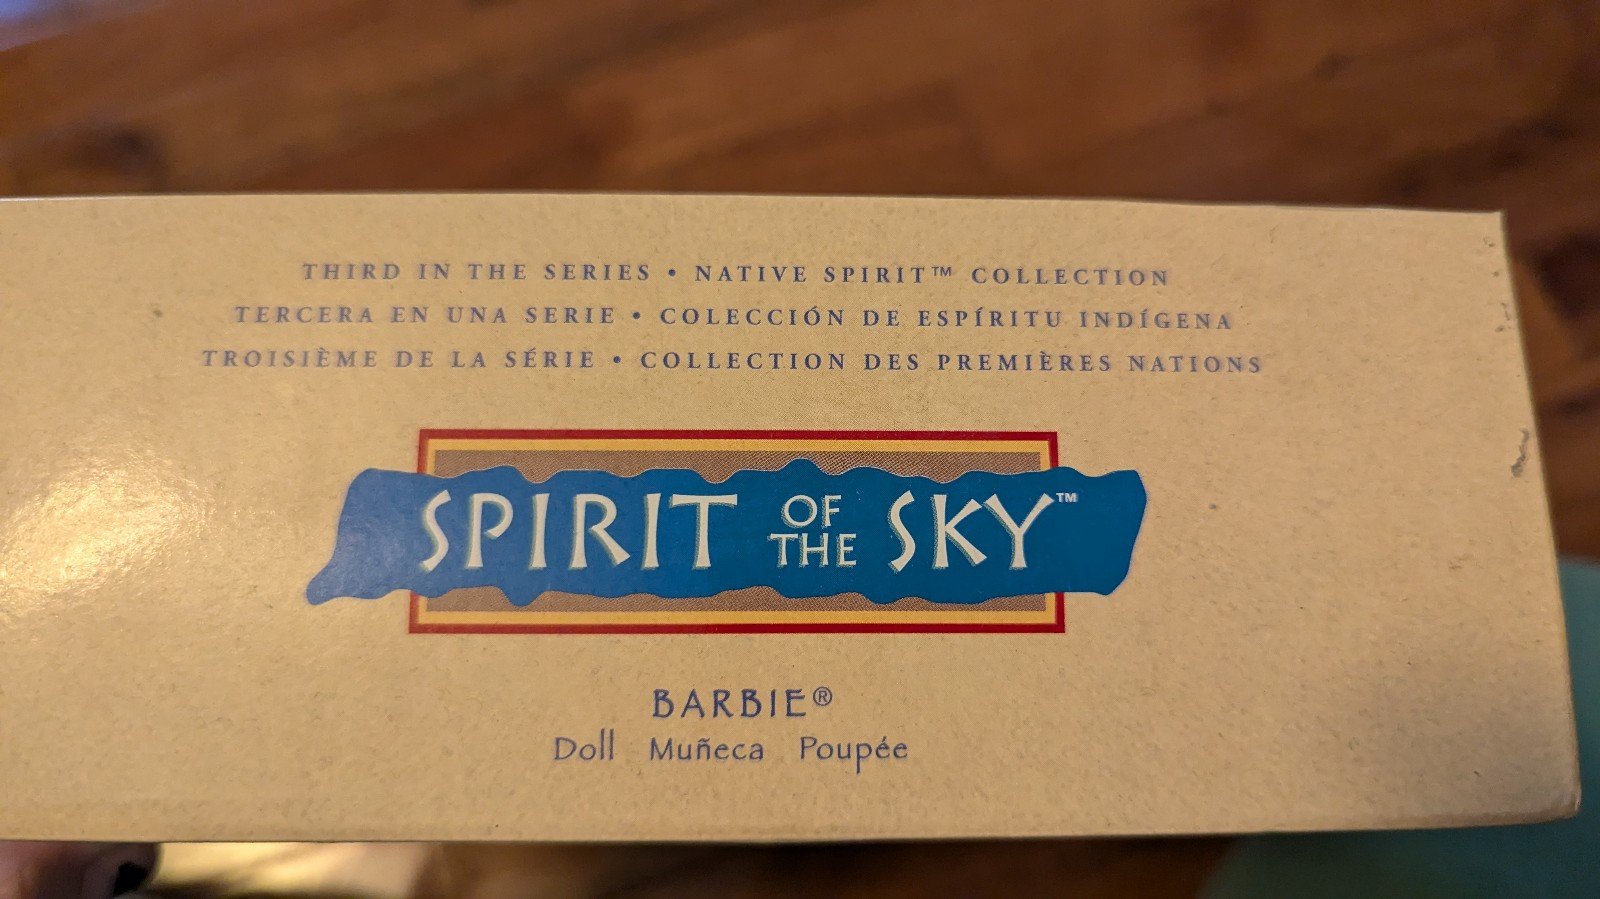 THIRD IN THE SERIES • NATIVE SPIRIT™ COLLECTION
TERCERA EN UNA SERIE • COLECCIÓN DE ESPÍRITU INDÍGENA
TROISIÈME DE LA SÉRIE • COLLECTION DES PREMIÈRES NATIONS
SPIRIT OF THE SKY™
BARBIE®
Doll Muñeca Poupée